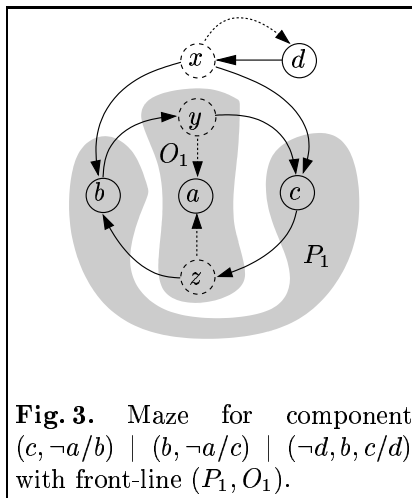 x
d
y
O₁
b
a
c
P₁
z
Fig. 3. Maze for component
(c, ¬a/b) | (b, ¬a/c) | (¬d, b, c/d)
with front-line (P₁, O₁).